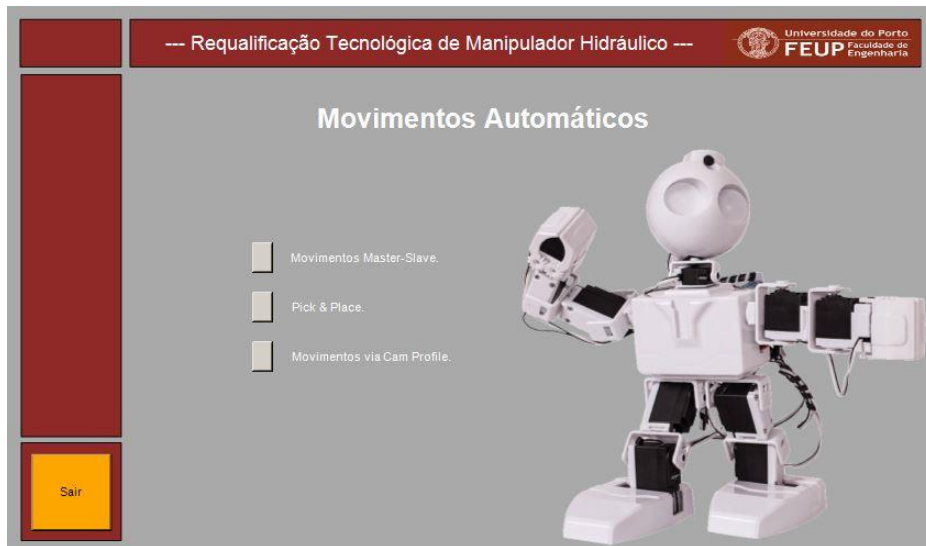 --- Requalificação Tecnológica de Manipulador Hidráulico ---
Universidade do Porto
FEUP Faculdade de
Engenharia
Movimentos Automáticos
Movimentos Master-Slave.
Pick & Place.
Movimentos via Cam Profile.
Sair